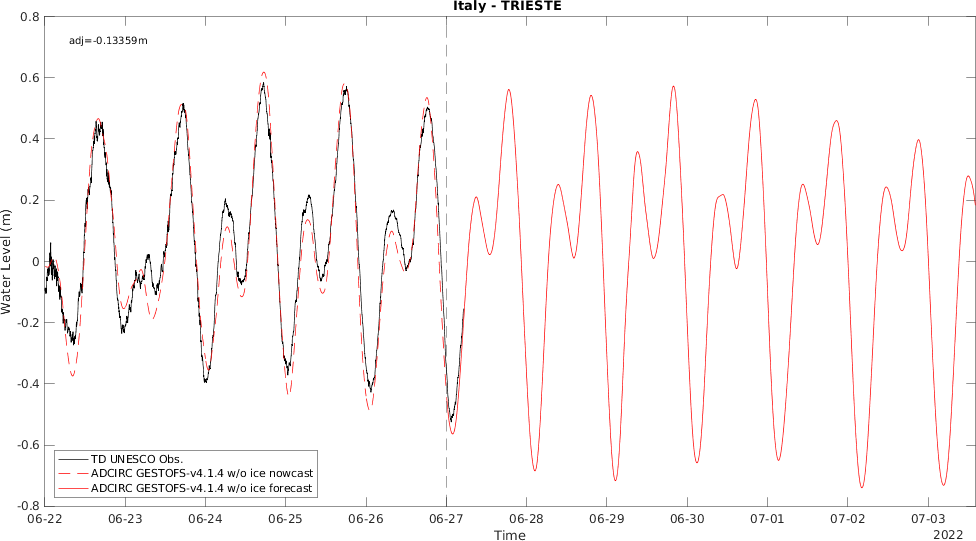 Italy - TRIESTE
adj=-0.13359m
0.8
0.6
0.4
0.2
0
-0.2
-0.4
-0.6
-0.8
Water Level (m)
TD UNESCO Obs.
ADCIRC GESTOFS-v4.1.4 w/o ice nowcast
ADCIRC GESTOFS-v4.1.4 w/o ice forecast
06-22 06-23 06-24 06-25 06-26 06-27 06-28 06-29 06-30 07-01 07-02 07-03
Time
2022